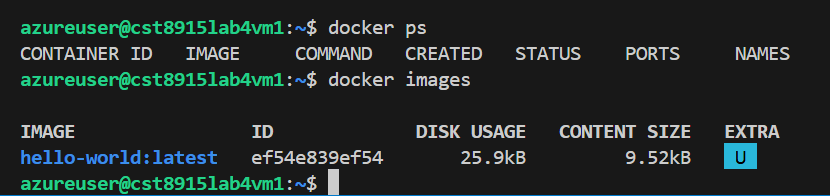 azureuser@cst8915lab4vm1:~$ docker ps
CONTAINER ID   IMAGE     COMMAND   CREATED   STATUS    PORTS     NAMES
azureuser@cst8915lab4vm1:~$ docker images
IMAGE                ID             DISK USAGE   CONTENT SIZE   EXTRA
hello-world:latest   ef54e839ef54       25.9kB         9.52kB    U
azureuser@cst8915lab4vm1:~$